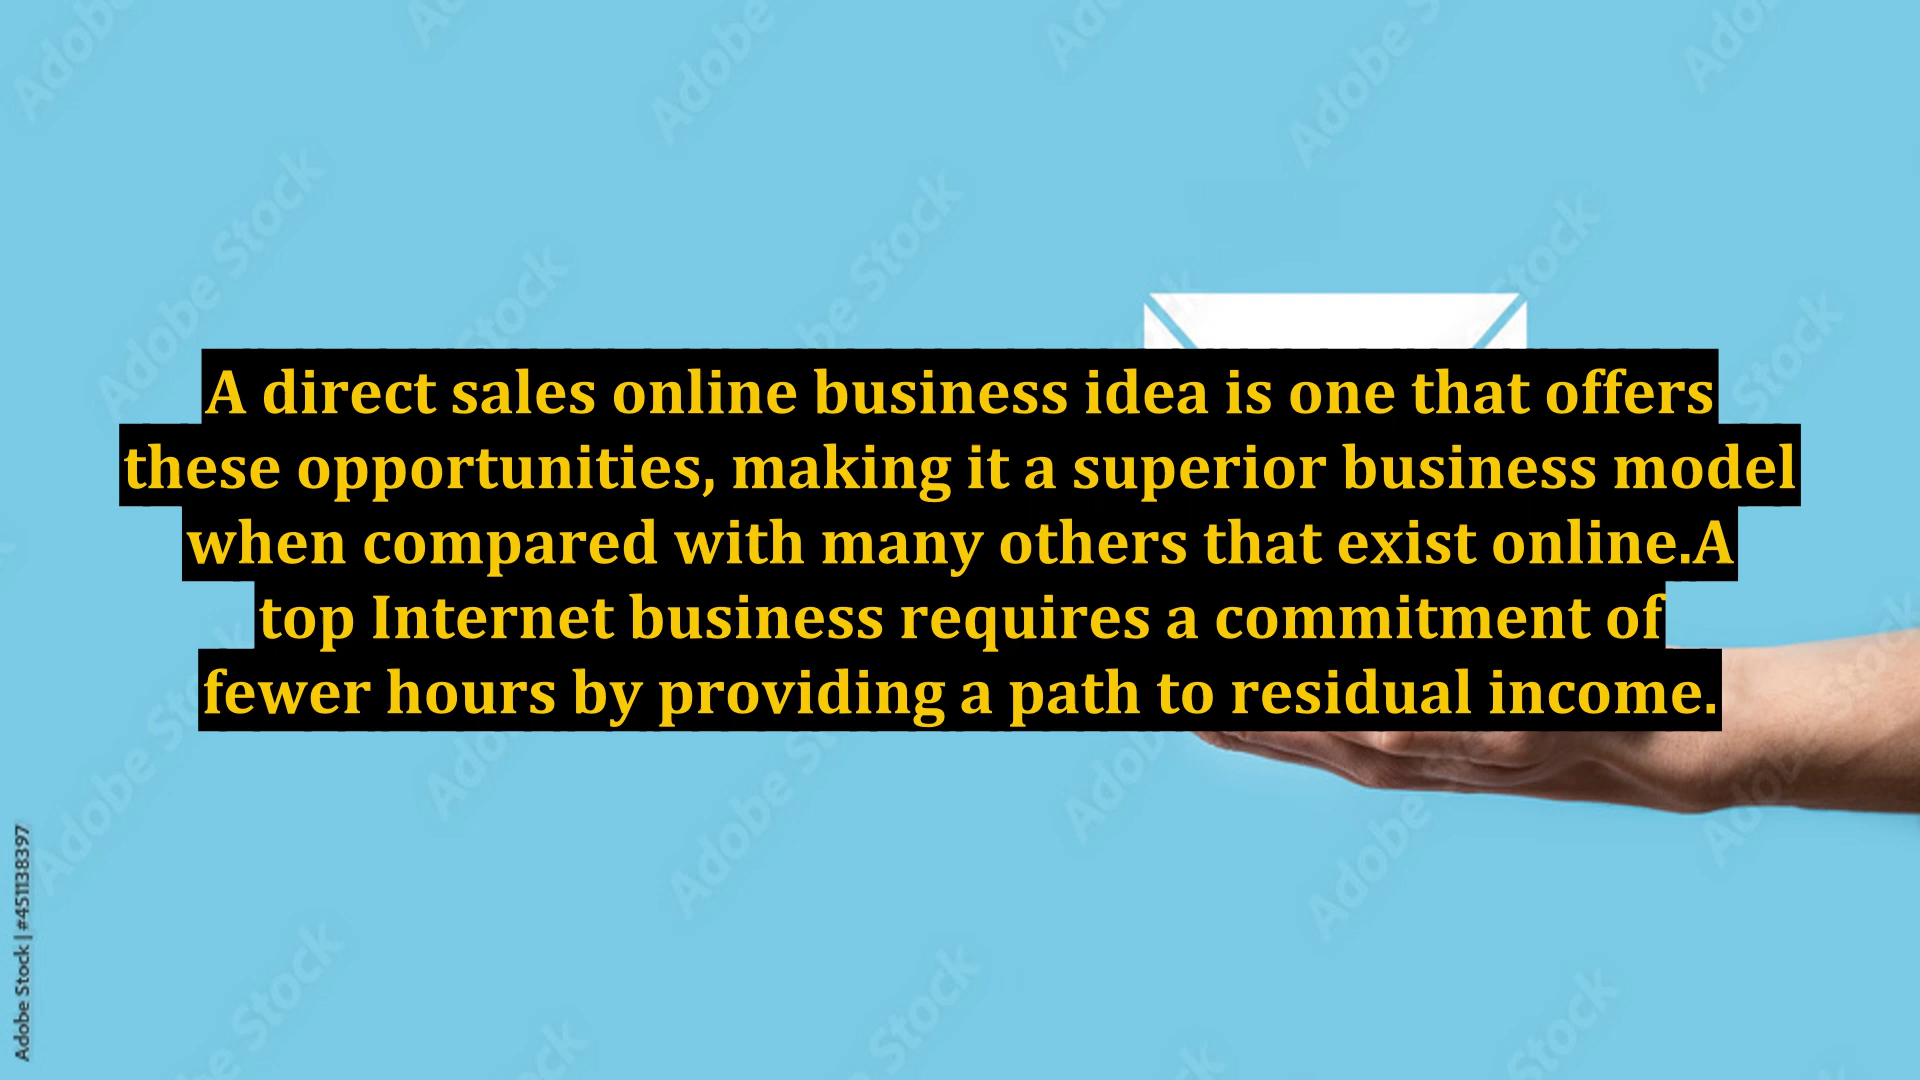 A direct sales online business idea is one that offers
these opportunities, making it a superior business model
when compared with many others that exist online.A
top Internet business requires a commitment of
fewer hours by providing a path to residual income.
Adobe Stock | #451138397
Adobe Stock